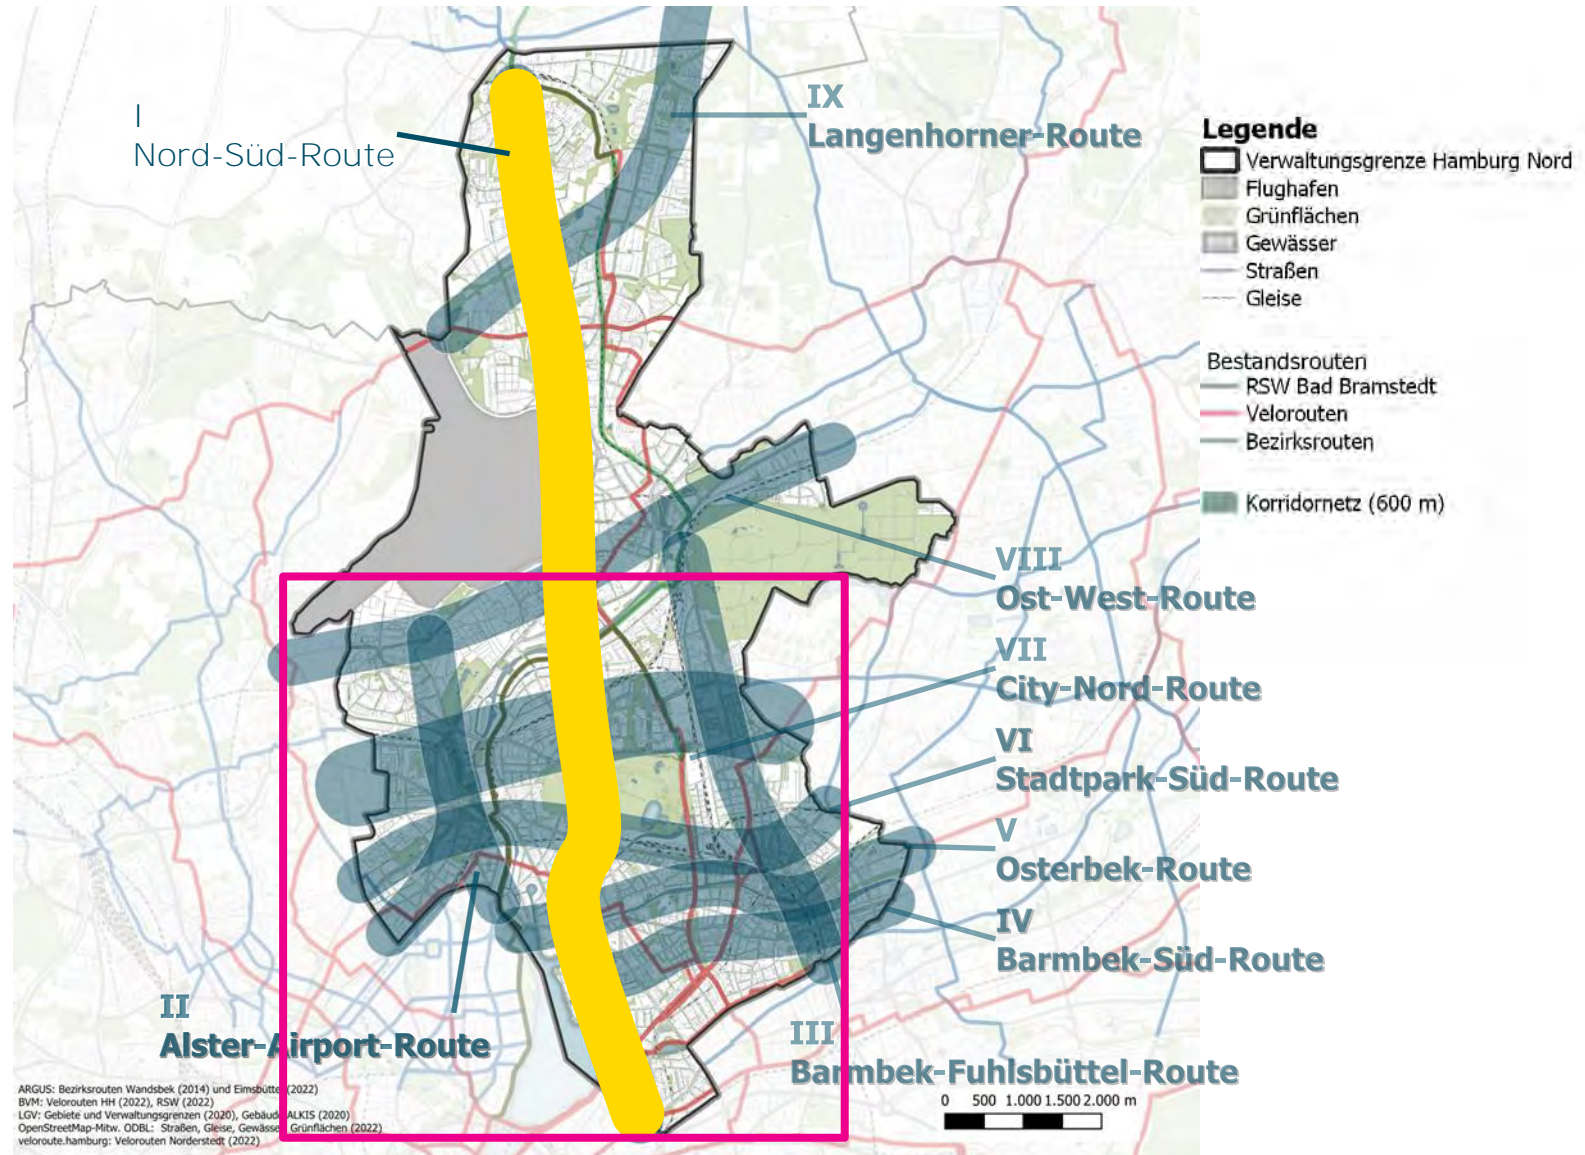 I
Nord-Süd-Route
IX
Langenhorner-Route
Legende
Verwaltungsgrenze Hamburg Nord
Flughafen
Grünflächen
Gewässer
Straßen
Gleise
Bestandsrouten
RSW Bad Bramstedt
Velorouten
Bezirksrouten
Korridornetz (600 m)
VIII
Ost-West-Route
VII
City-Nord-Route
VI
Stadtpark-Süd-Route
V
Osterbek-Route
IV
Barmbek-Süd-Route
II
Alster-Airport-Route
III
Barmbek-Fuhlsbüttel-Route
0 500 1.000 1.500 2.000 m
ARGUS: Bezirksrouten Wandsbek (2014) und Eimsbüttel (2022)
BVM: Velorouten HH (2022), RSW (2022)
LGV: Gebiete und Verwaltungsgrenzen (2020), Gebäude ALKIS (2020)
OpenStreetMap-Mitw. ODBL: Straßen, Gleise, Gewässer, Grünflächen (2022)
veloroute.hamburg: Velorouten Norderstedt (2022)